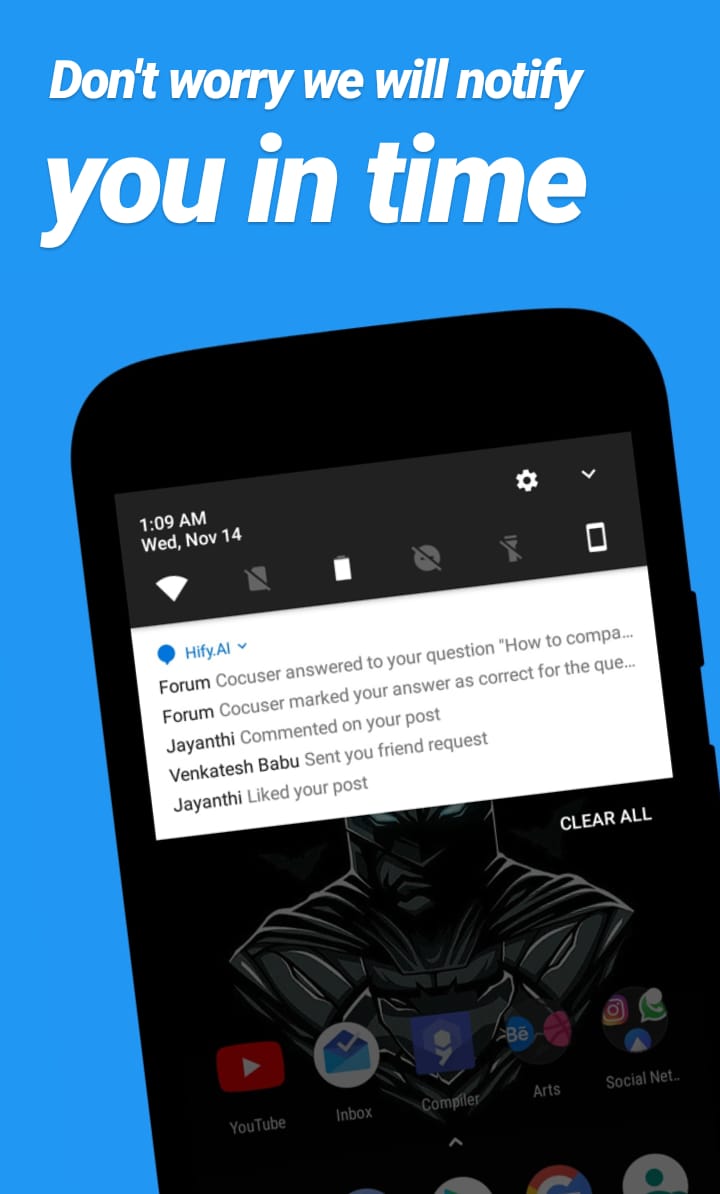 Don't worry we will notify
you in time
1:09 AM
Wed, Nov 14
Hify.AI
Forum Cocuser answered to your question "How to compa...
Forum Cocuser marked your answer as correct for the que...
Jayanthi Commented on your post
Venkatesh Babu Sent you friend request
Jayanthi Liked your post
CLEAR ALL
Bē
YouTube
Inbox
Compiler
Arts
Social Net..